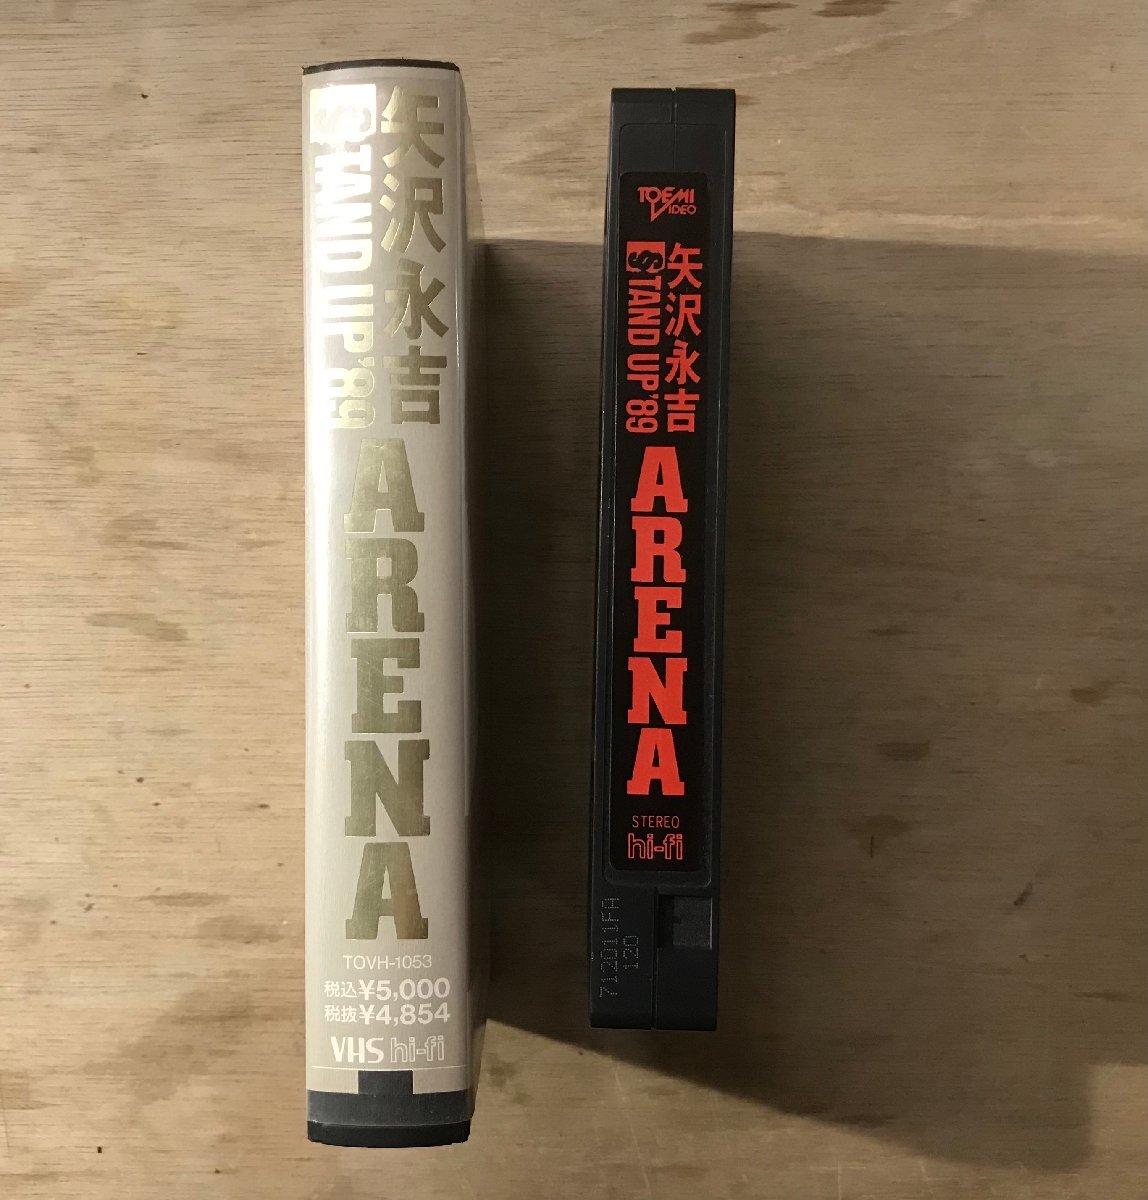 矢沢永吉
STAND UP '89
ARENA
TOVH-1053
税込¥5,000
税抜¥4,854
VHS hi-fi
TOEMI
VIDEO
矢沢永吉
STAND UP '89
ARENA
STEREO
hi-fi
712011FH
120